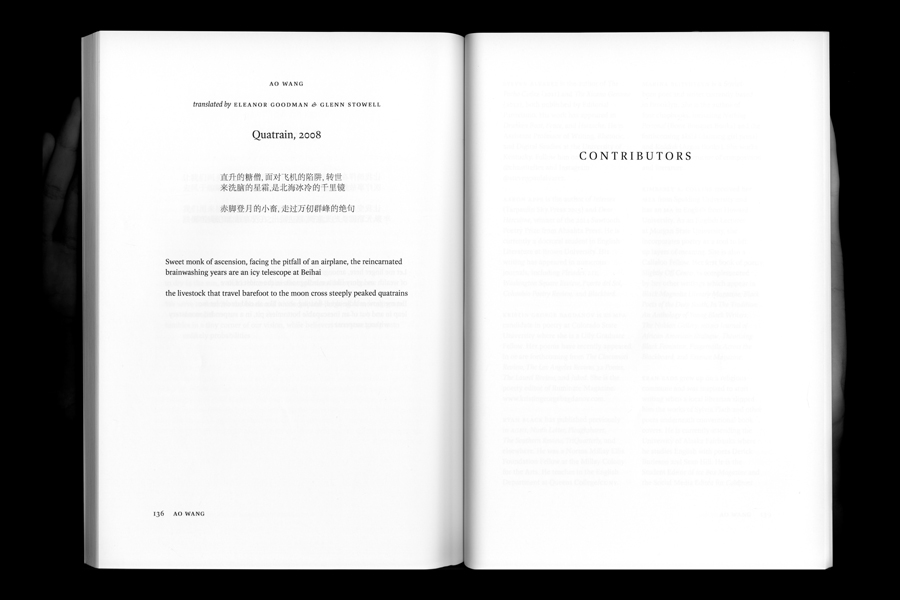 AO WANG
translated by ELEANOR GOODMAN & GLENN STOWELL
Quatrain, 2008
直升的糖僧, 面对飞机的陷阱, 转世
来洗脑的星霜,是北海冰冷的千里镜
赤脚登月的小畜, 走过万仞群峰的绝句
Sweet monk of ascension, facing the pitfall of an airplane, the reincarnated
brainwashing years are an icy telescope at Beihai
the livestock that travel barefoot to the moon cross steeply peaked quatrains
136 AO WANG
CONTRIBUTORS